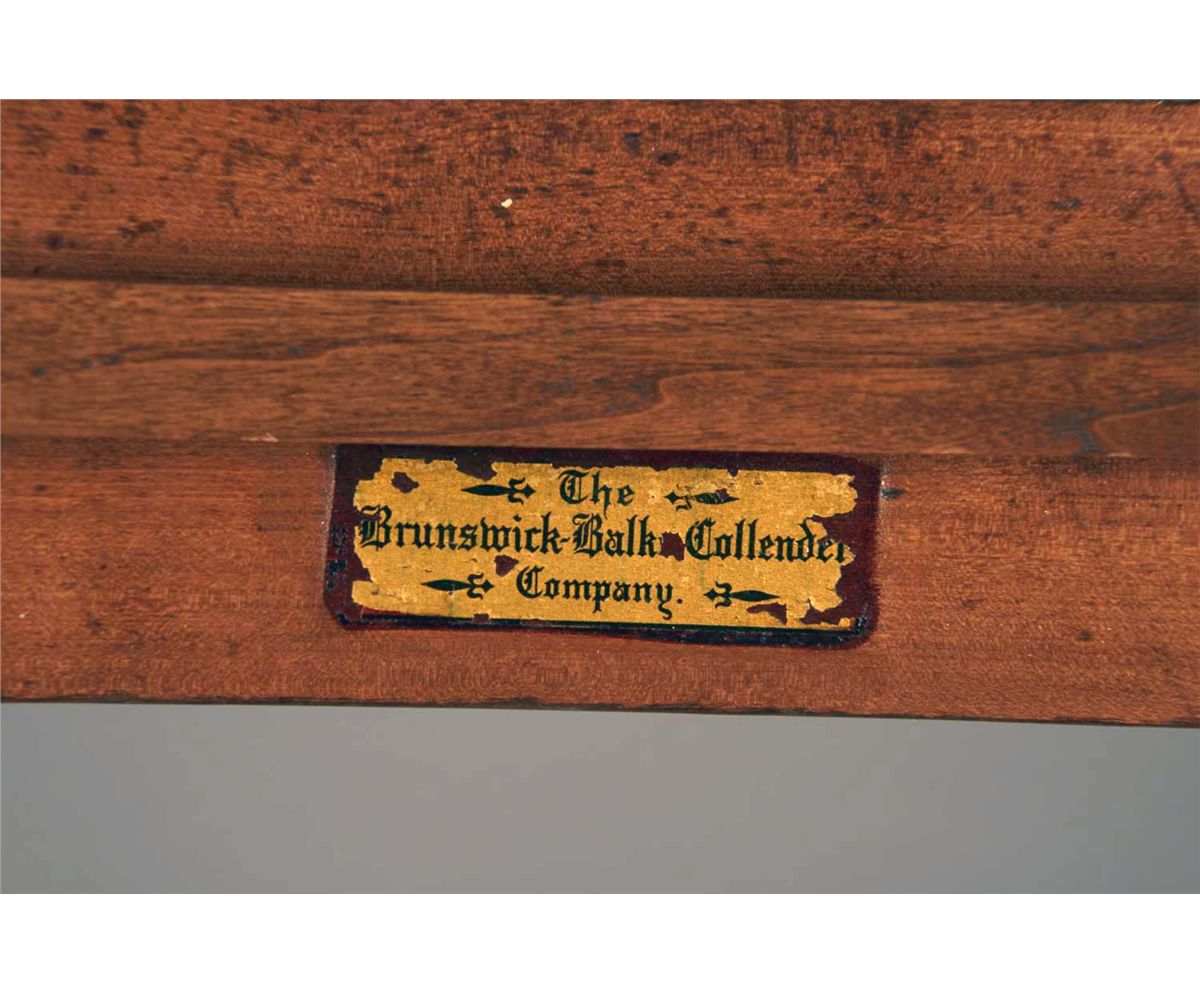 The
Brunswick-Balke Collender
Company.